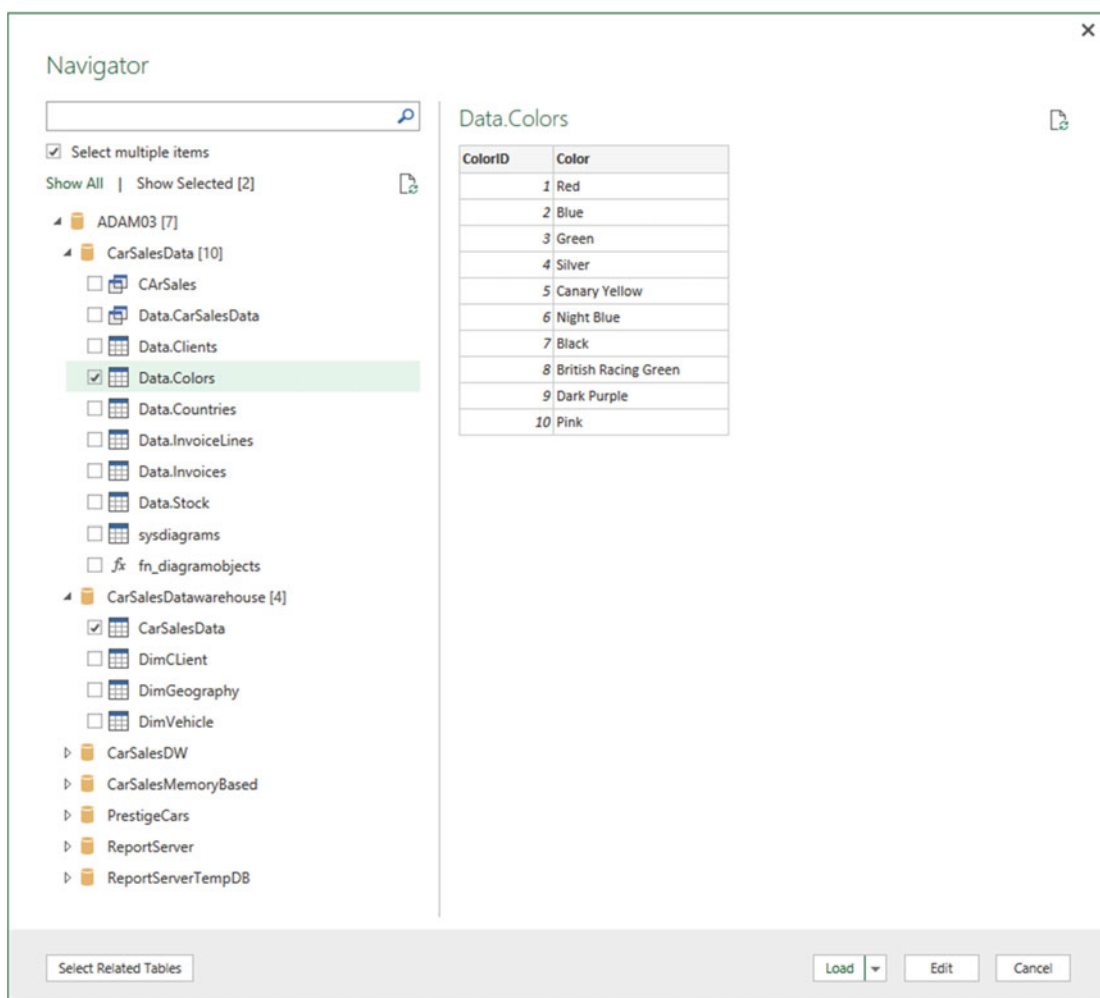 Navigator
Select multiple items
Show All | Show Selected [2]
ADAM03 [7]
CarSalesData [10]
CArSales
Data.CarSalesData
Data.Clients
Data.Colors
Data.Countries
Data.InvoiceLines
Data.Invoices
Data.Stock
sysdiagrams
fx fn_diagramobjects
CarSalesDatawarehouse [4]
CarSalesData
DimCLient
DimGeography
DimVehicle
CarSalesDW
CarSalesMemoryBased
PrestigeCars
ReportServer
ReportServerTempDB
Data.Colors
ColorID Color
1 Red
2 Blue
3 Green
4 Silver
5 Canary Yellow
6 Night Blue
7 Black
8 British Racing Green
9 Dark Purple
10 Pink
Select Related Tables
Load Edit Cancel